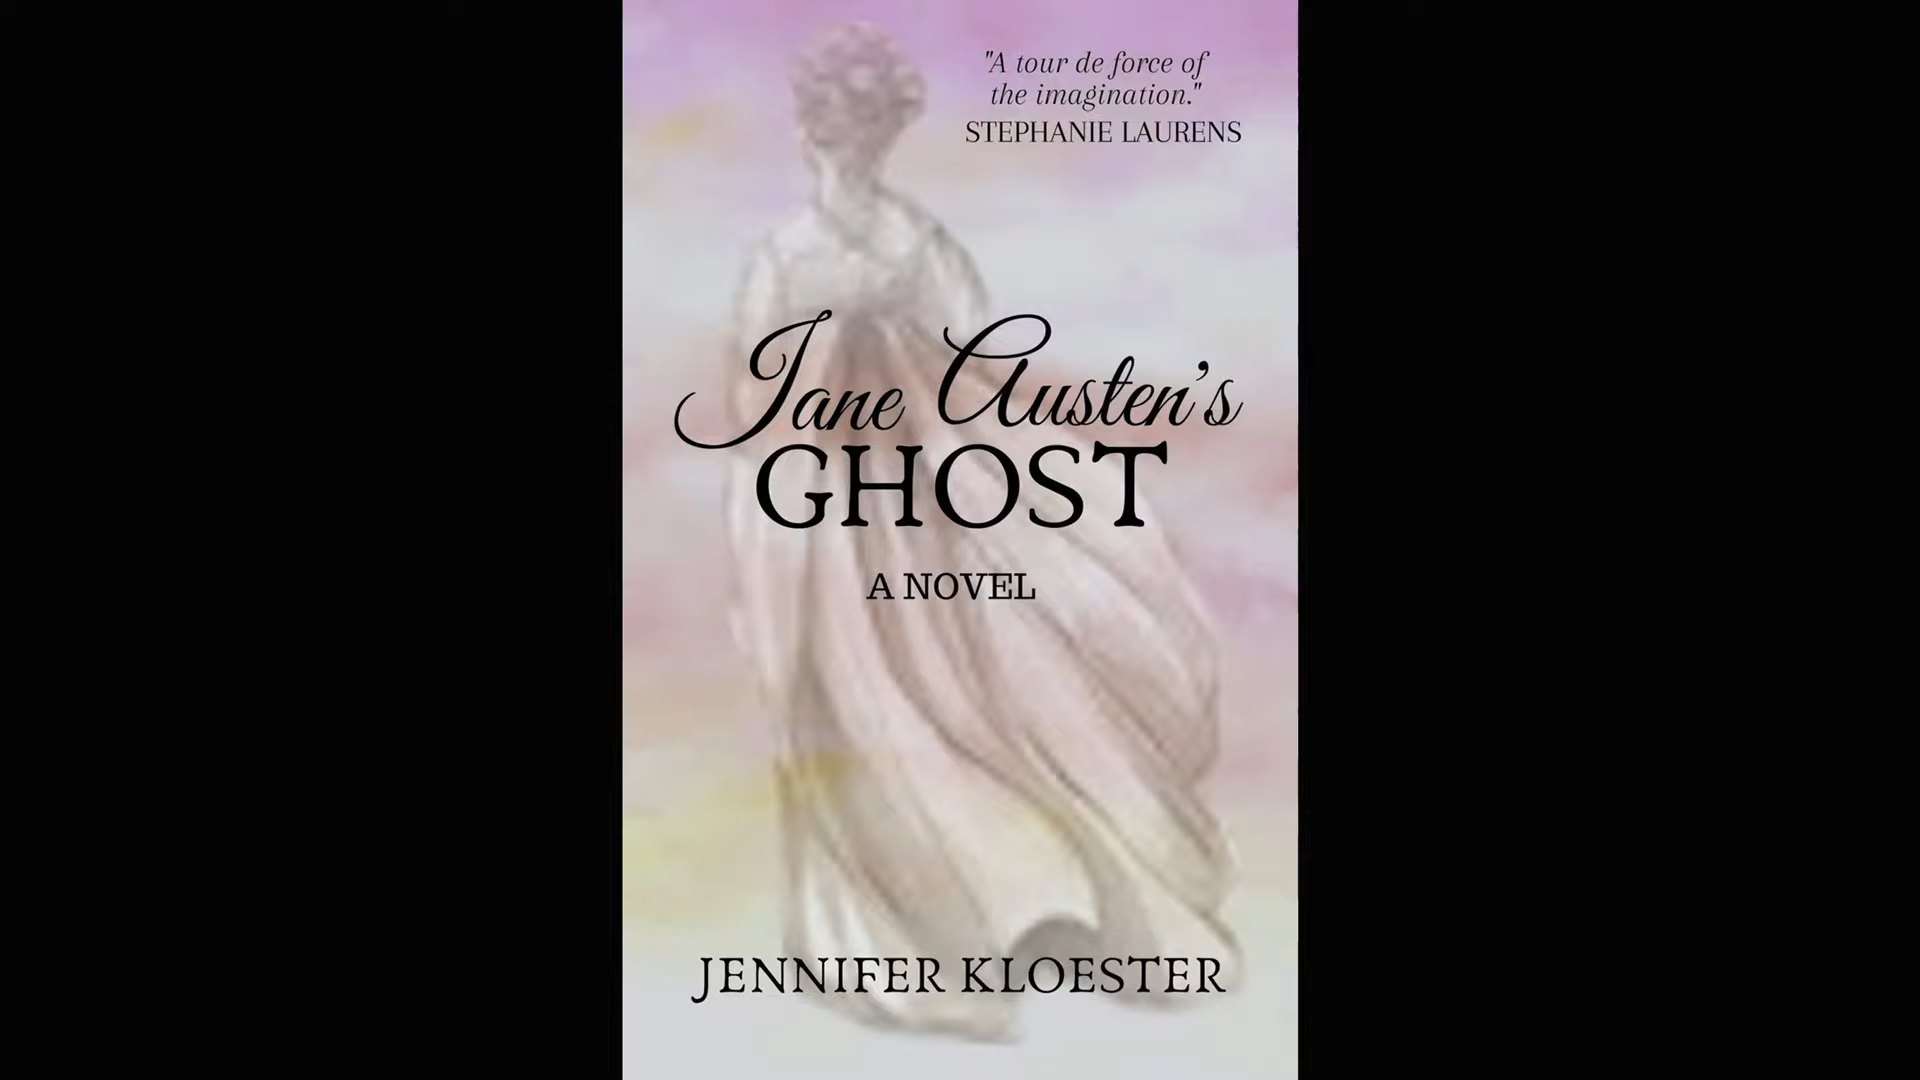 "A tour de force of
the imagination."
STEPHANIE LAURENS
Jane Austen's
GHOST
A NOVEL
JENNIFER KLOESTER